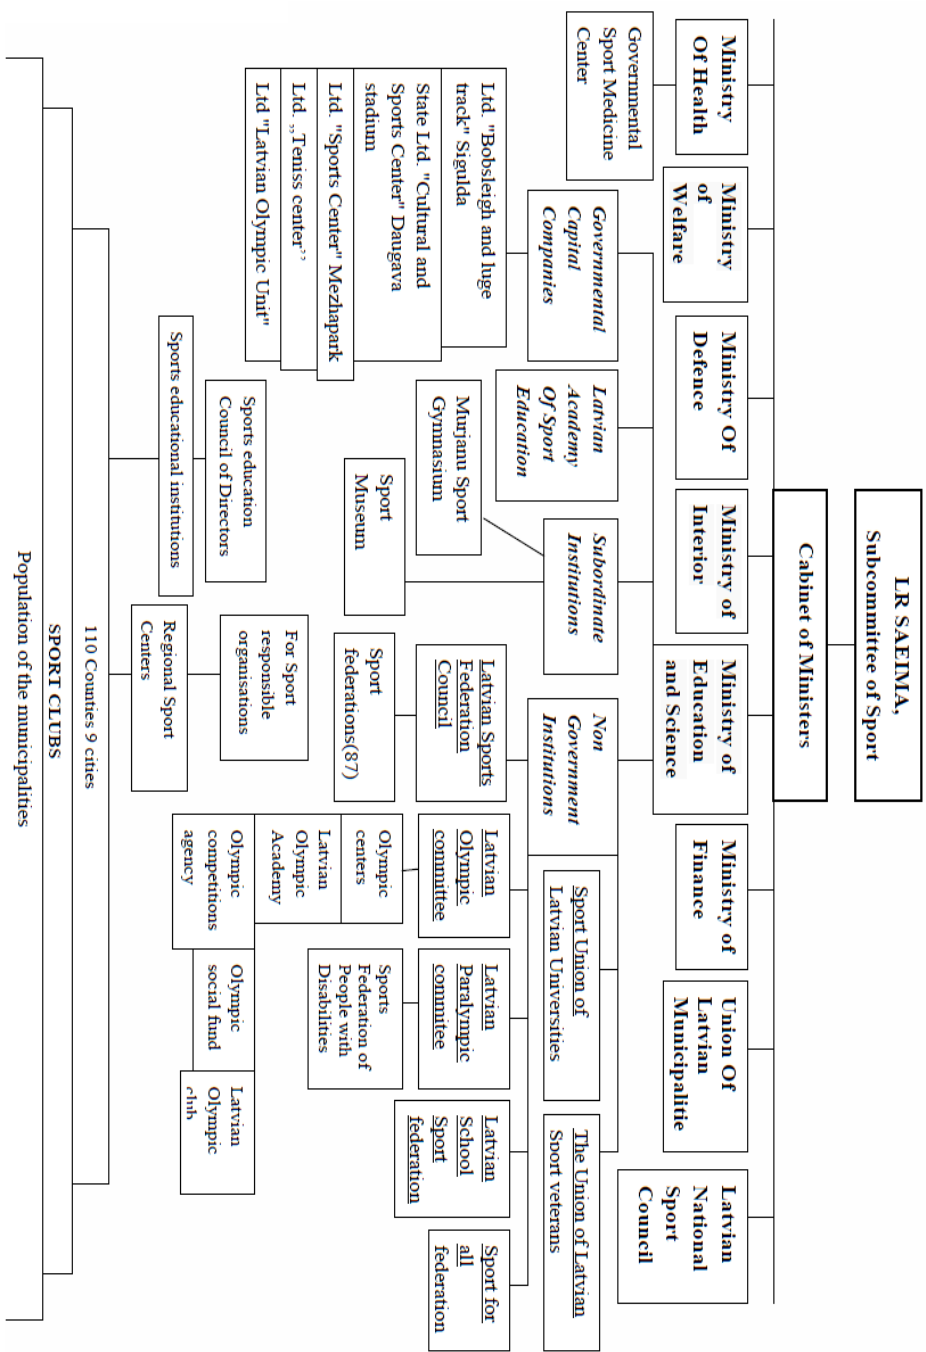 LR SAEIMA,
Subcommittee of Sport
Cabinet of Ministers
Ministry
Of Health
Ministry
of
Welfare
Ministry Of
Defence
Ministry of
Interior
Ministry of
Education
and Science
Ministry of
Finance
Union Of
Latvian
Municipalitie
Latvian
National
Sport
Council
Governmental
Sport Medicine
Center
Governmental
Capital
Companies
Latvian
Academy
Of Sport
Education
Subordinate
Institutions
Non
Government
Institutions
Sport Union of
Latvian Universities
The Union of Latvian
Sport veterans
Ltd. "Bobsleigh and luge
track" Sigulda
State Ltd. "Cultural and
Sports Center" Daugava
stadium
Ltd. "Sports Center" Mezhapark
Ltd. „Teniss center’’
Ltd "Latvian Olympic Unit"
Murjanu Sport
Gymnasium
Sport
Museum
Latvian Sports
Federation
Council
Sport
federations(87)
Latvian
Olympic
committee
Latvian
Paralympic
commitee
Latvian
School
Sport
federation
Sport for
all
federation
Olympic
centers
Latvian
Olympic
Academy
Olympic
competitions
agency
Olympic
social fund
Latvian
Olympic
club
Sports
Federation of
People with
Disabilities
Sports education
Council of Directors
Sports educational institutions
For Sport
responsible
organisations
Regional Sport
Centers
110 Counties 9 cities
SPORT CLUBS
Population of the municipalities